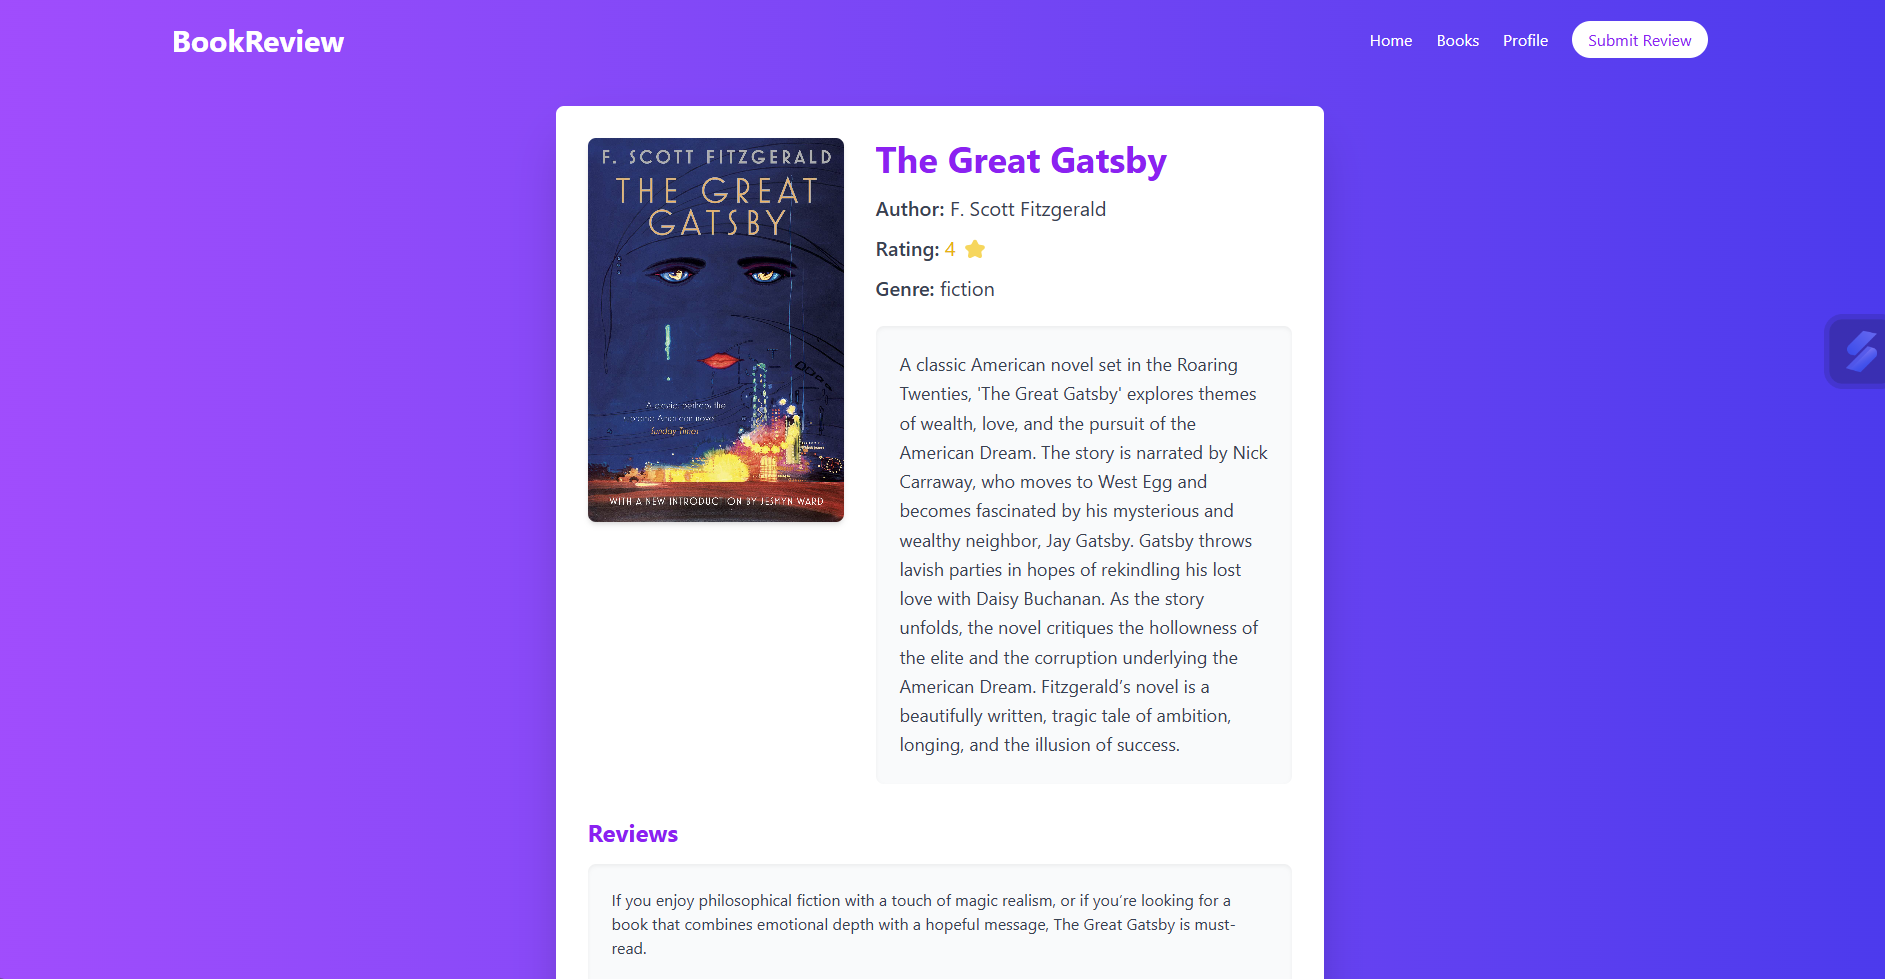 BookReview
Home Books Profile Submit Review
F. SCOTT FITZGERALD
THE GREAT
GATSBY
A classic, perhaps the
American novel
Sunday Times
WITH A NEW INTRODUCTION BY JESMYN WARD
The Great Gatsby
Author: F. Scott Fitzgerald
Rating: 4
Genre: fiction
A classic American novel set in the Roaring
Twenties, 'The Great Gatsby' explores themes
of wealth, love, and the pursuit of the
American Dream. The story is narrated by Nick
Carraway, who moves to West Egg and
becomes fascinated by his mysterious and
wealthy neighbor, Jay Gatsby. Gatsby throws
lavish parties in hopes of rekindling his lost
love with Daisy Buchanan. As the story
unfolds, the novel critiques the hollowness of
the elite and the corruption underlying the
American Dream. Fitzgerald’s novel is a
beautifully written, tragic tale of ambition,
longing, and the illusion of success.
Reviews
If you enjoy philosophical fiction with a touch of magic realism, or if you’re looking for a
book that combines emotional depth with a hopeful message, The Great Gatsby is must-
read.